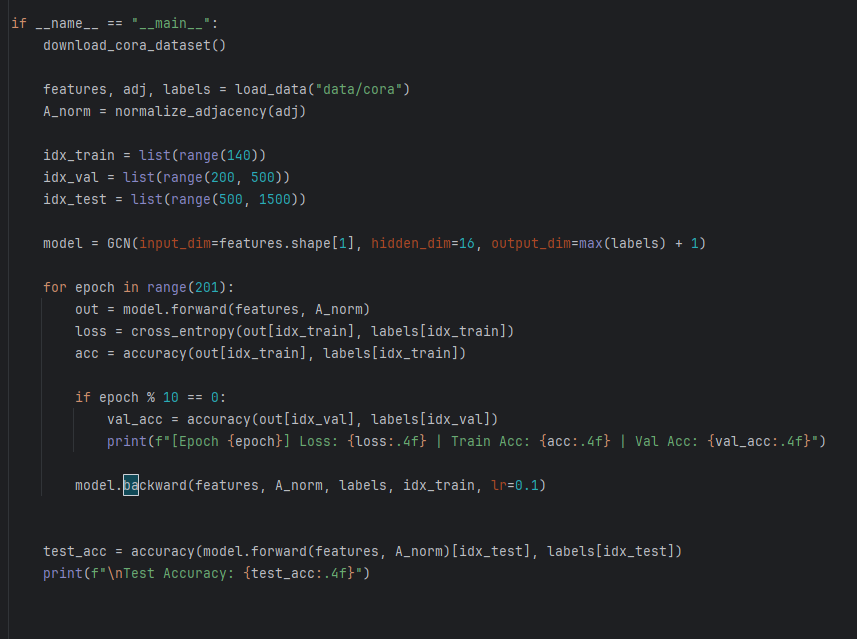 if __name__ == "__main__":
    download_cora_dataset()
    features, adj, labels = load_data("data/cora")
    A_norm = normalize_adjacency(adj)
    idx_train = list(range(140))
    idx_val = list(range(200, 500))
    idx_test = list(range(500, 1500))
    model = GCN(input_dim=features.shape[1], hidden_dim=16, output_dim=max(labels) + 1)
    for epoch in range(201):
        out = model.forward(features, A_norm)
        loss = cross_entropy(out[idx_train], labels[idx_train])
        acc = accuracy(out[idx_train], labels[idx_train])
        if epoch % 10 == 0:
            val_acc = accuracy(out[idx_val], labels[idx_val])
            print(f"[Epoch {epoch}] Loss: {loss:.4f} | Train Acc: {acc:.4f} | Val Acc: {val_acc:.4f}")
        model.backward(features, A_norm, labels, idx_train, lr=0.1)
    test_acc = accuracy(model.forward(features, A_norm)[idx_test], labels[idx_test])
    print(f"\nTest Accuracy: {test_acc:.4f}")